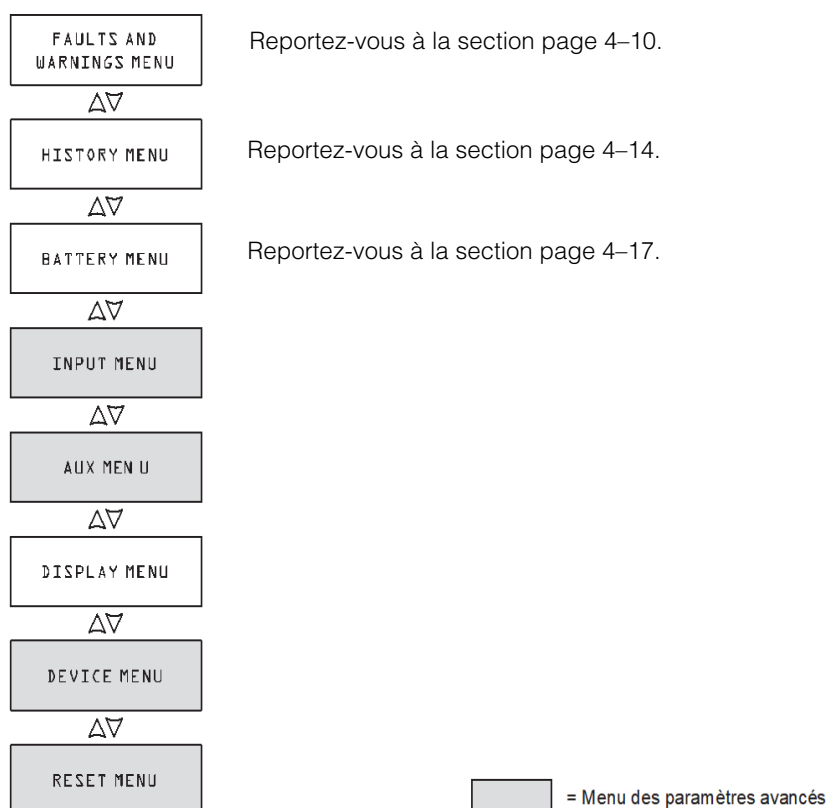 FAULTS AND
WARNINGS MENU
Reportez-vous à la section page 4–10.
HISTORY MENU
Reportez-vous à la section page 4–14.
BATTERY MENU
Reportez-vous à la section page 4–17.
INPUT MENU
AUX MEN U
DISPLAY MENU
DEVICE MENU
RESET MENU
= Menu des paramètres avancés